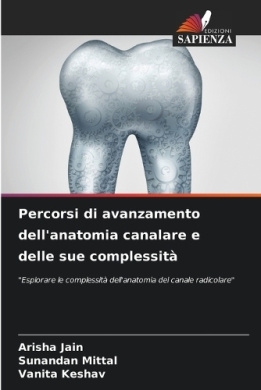 EDIZIONI
SAPIENZA
Percorsi di avanzamento
dell'anatomia canalare e
delle sue complessità
"Esplorare le complessità dell'anatomia del canale radicolare"
Arisha Jain
Sunandan Mittal
Vanita Keshav